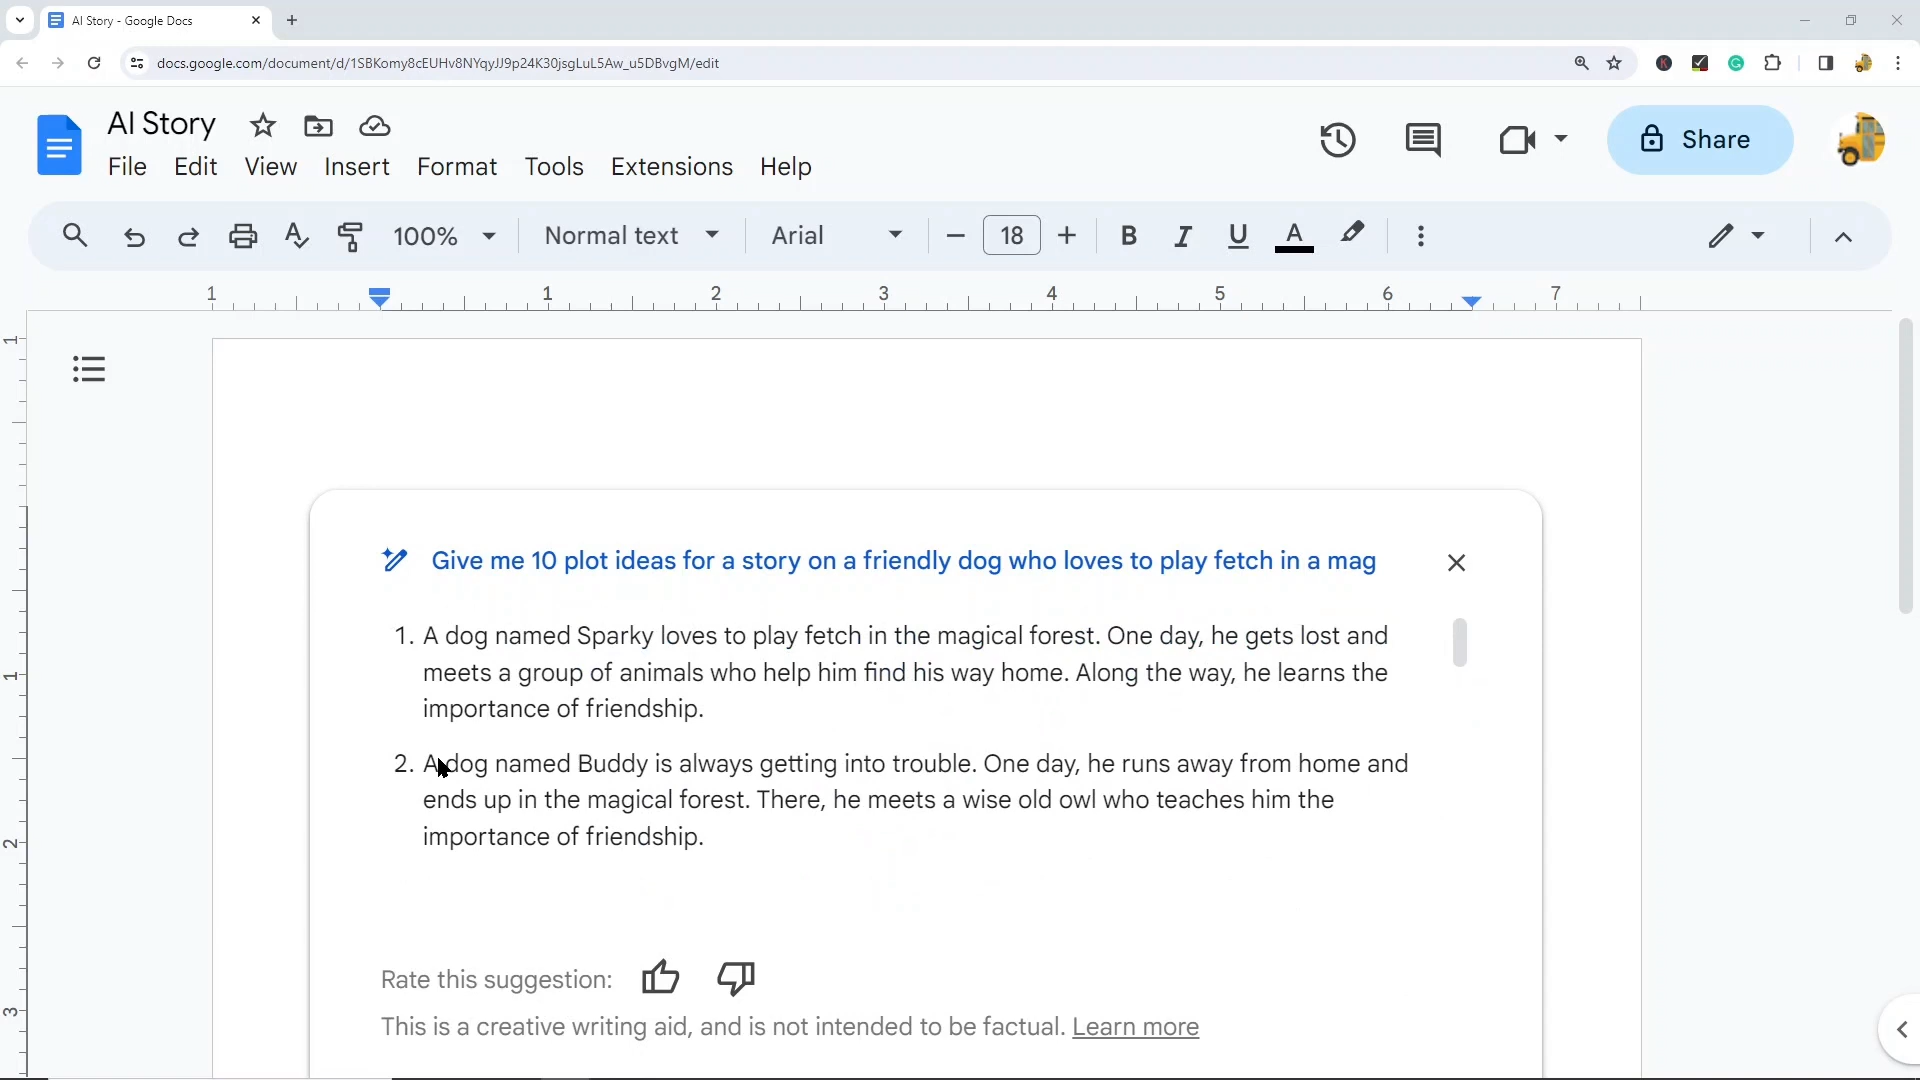 AI Story - Google Docs
docs.google.com/document/d/1SBKomy8cEUHv8NYqyJJ9p24K30jsgLuL5Aw_u5DBvgM/edit
AI Story
File Edit View Insert Format Tools Extensions Help
Share
100% Normal text Arial 18 B I U A
1 1 2 3 4 5 6 7
1
1
2
3
Give me 10 plot ideas for a story on a friendly dog who loves to play fetch in a mag
1. A dog named Sparky loves to play fetch in the magical forest. One day, he gets lost and
meets a group of animals who help him find his way home. Along the way, he learns the
importance of friendship.
2. A dog named Buddy is always getting into trouble. One day, he runs away from home and
ends up in the magical forest. There, he meets a wise old owl who teaches him the
importance of friendship.
Rate this suggestion:
This is a creative writing aid, and is not intended to be factual. Learn more